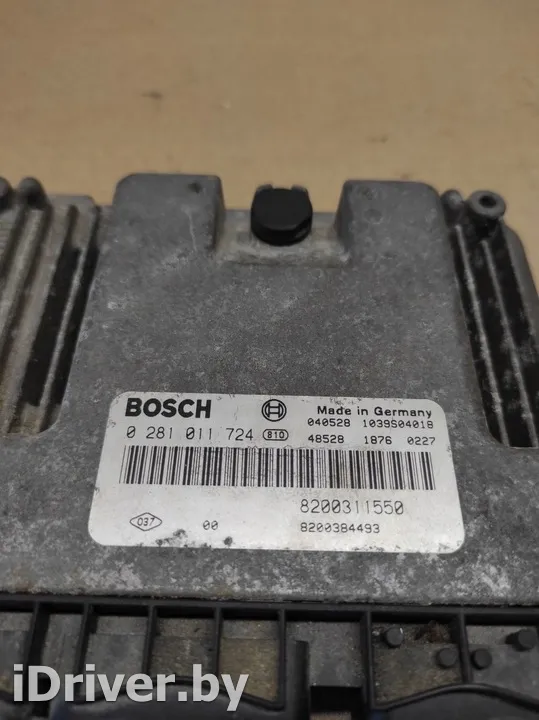 BOSCH
Made in Germany
040528 1039S04018
0 281 011 724 810
48528 1876 0227
8200311550
037 00 8200384493
iDriver.by